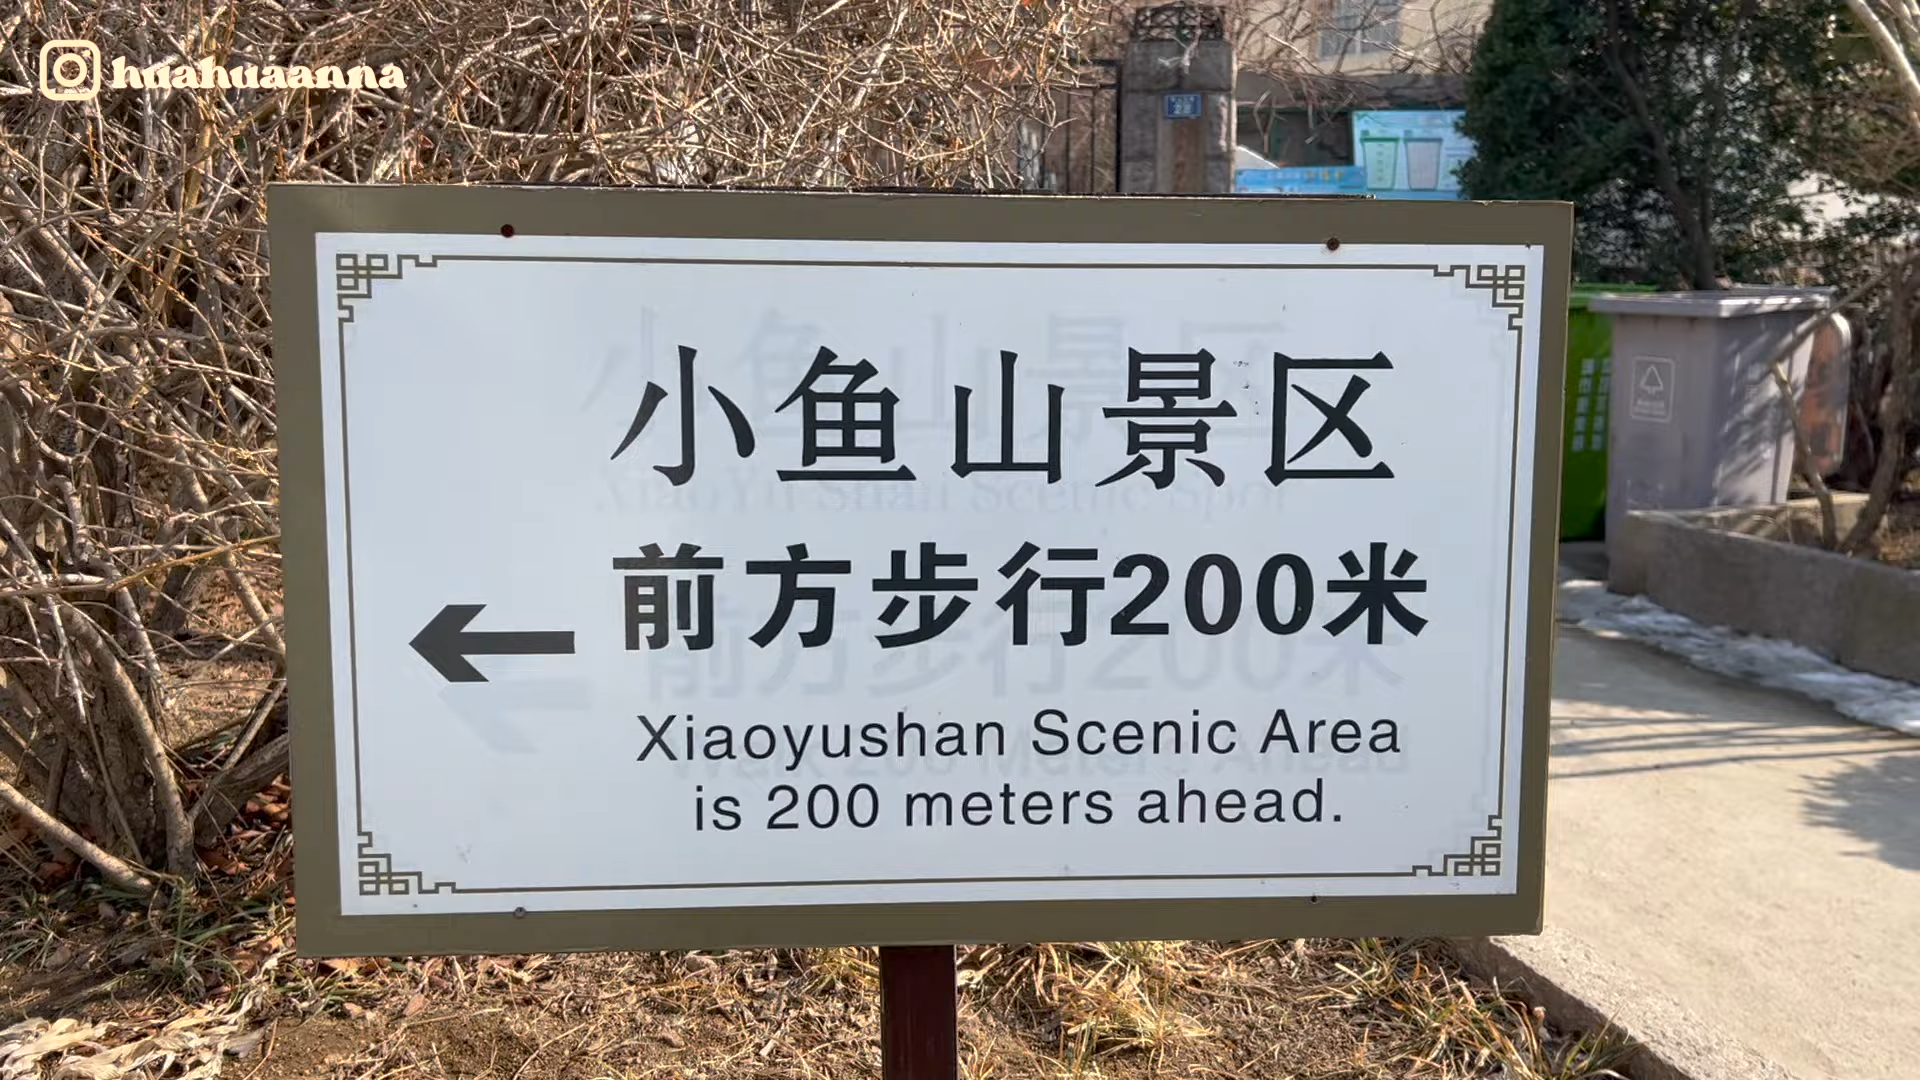 huahuaanna
小鱼山景区
前方步行200米
Xiaoyushan Scenic Area
is 200 meters ahead.